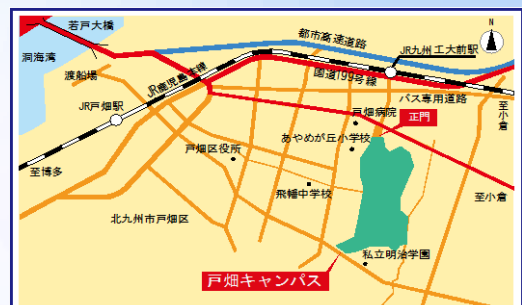 若戸大橋
都市高速道路
N
JR九州工大前駅
洞海湾
渡船場
JR鹿児島本線
国道199号線
バス専用道路
至小倉
JR戸畑駅
戸畑病院
正門
あやめが丘小学校
戸畑区役所
至博多
飛幡中学校
至小倉
北九州市戸畑区
私立明治学園
戸畑キャンパス